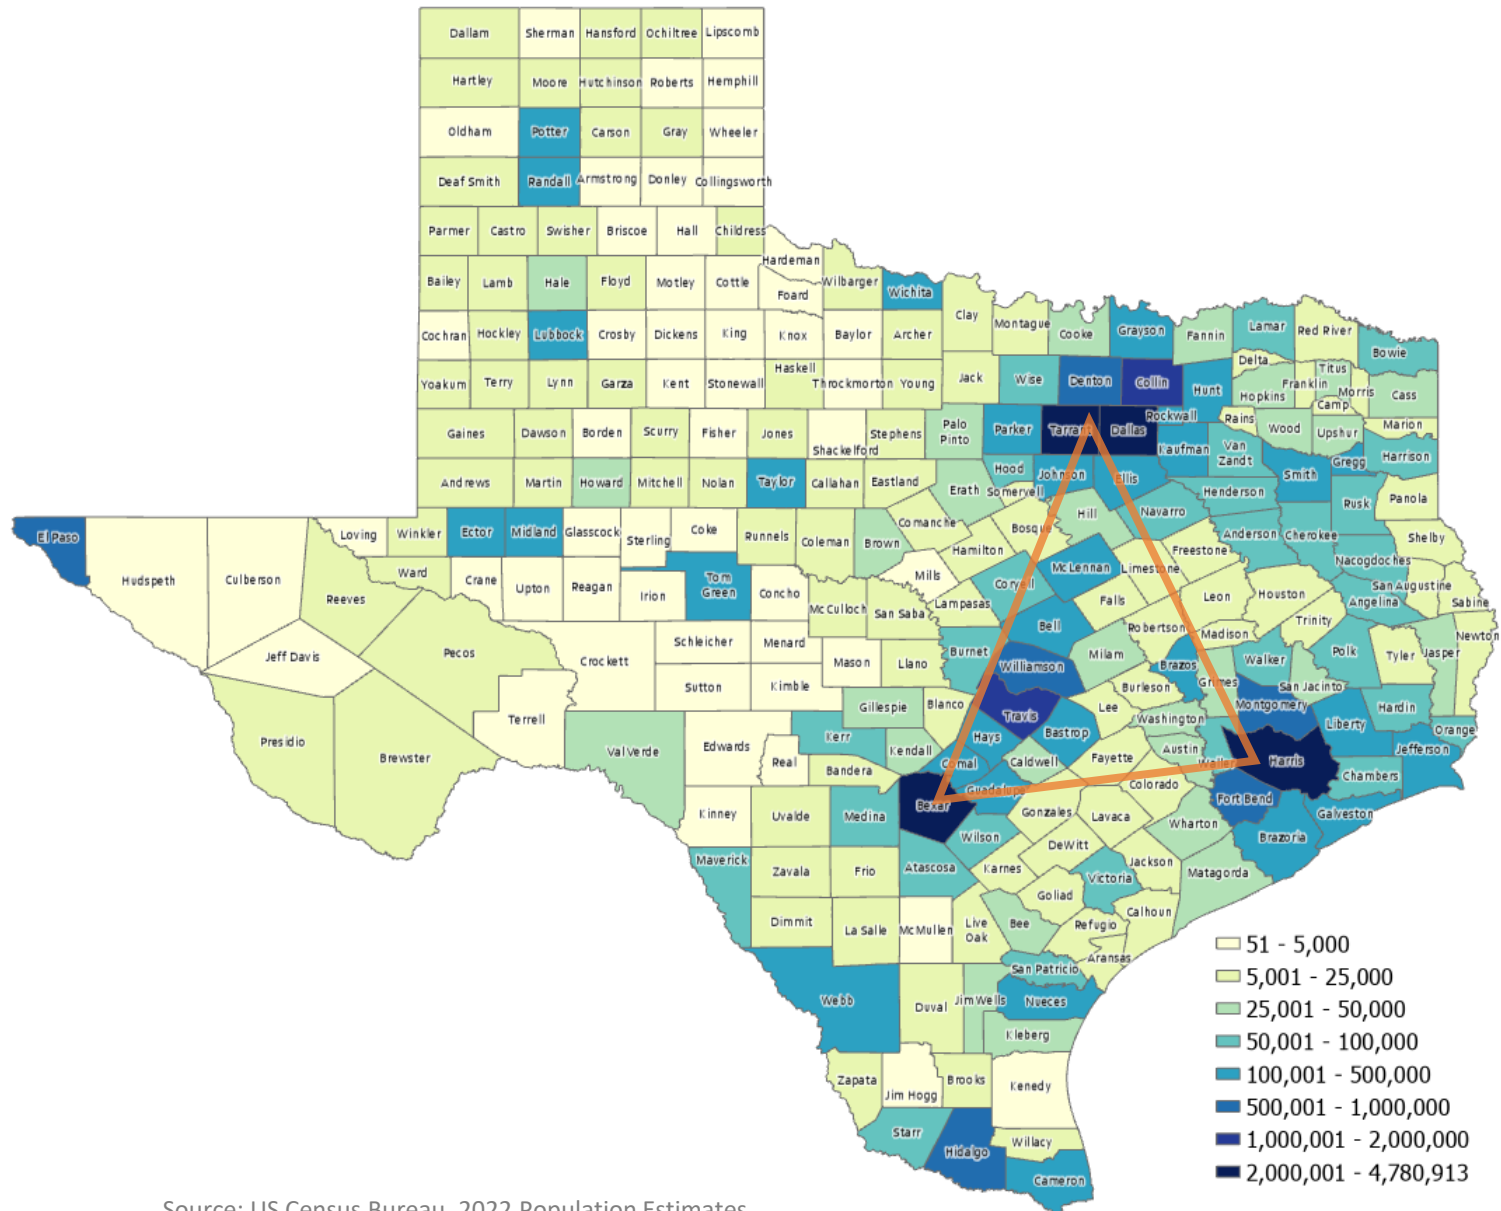 Dallam Sherman Hansford Ochiltree Lipscomb
Hartley Moore Hutchinson Roberts Hemphill
Oldham Potter Carson Gray Wheeler
Deaf Smith Randall Armstrong Donley Collingsworth
Parmer Castro Swisher Briscoe Hall Childress
Hardeman
Bailey Lamb Hale Floyd Motley Cottle Foard Wilbarger Wichita
Cochran Hockley Lubbock Crosby Dickens King Knox Baylor Archer Clay Montague Cooke Grayson Fannin Lamar Red River Bowie
Yoakum Terry Lynn Garza Kent Stonewall Haskell Throckmorton Young Jack Wise Denton Collin Hunt Delta Hopkins Franklin Titus Camp Morris Cass
Gaines Dawson Borden Scurry Fisher Jones Shackelford Stephens Palo Pinto Parker Tarrant Dallas Rockwall Kaufman Rains Van Zandt Wood Upshur Gregg Marion Harrison
Andrews Martin Howard Mitchell Nolan Taylor Callahan Eastland Erath Hood Somervell Johnson Ellis Henderson Smith Rusk Panola
El Paso Hudspeth Culberson Loving Winkler Ector Midland Glasscock Sterling Coke Runnels Coleman Brown Comanche Hamilton Bosque Hill Navarro Freestone Anderson Cherokee Nacogdoches Shelby
Reeves Ward Crane Upton Reagan Irion Tom Green Concho McCulloch San Saba Mills Lampasas Coryell McLennan Limestone Falls Leon Houston Trinity Angelina San Augustine Sabine
Jeff Davis Pecos Crockett Schleicher Menard Mason Llano Burnet Bell Williamson Milam Robertson Brazos Madison Grimes Walker San Jacinto Polk Tyler Jasper Newton
Presidio Brewster Terrell Sutton Kimble Gillespie Blanco Travis Hays Bastrop Lee Burleson Washington Montgomery Liberty Hardin Orange Jefferson
Val Verde Edwards Real Kerr Bandera Kendall Comal Guadalupe Caldwell Fayette Austin Colorado Waller Harris Chambers Fort Bend Galveston Brazoria
Kinney Uvalde Medina Bexar Wilson Gonzales Lavaca Wharton Matagorda
Maverick Zavala Frio Atascosa Karnes DeWitt Jackson Victoria Goliad Calhoun
Dimmit La Salle McMullen Live Oak Bee Refugio Aransas San Patricio
Webb Duval Jim Wells Nueces Kleberg
Zapata Jim Hogg Brooks Kenedy
Starr Hidalgo Willacy Cameron
51 - 5,000
5,001 - 25,000
25,001 - 50,000
50,001 - 100,000
100,001 - 500,000
500,001 - 1,000,000
1,000,001 - 2,000,000
2,000,001 - 4,780,913
Source: US Census Bureau, 2022 Population Estimates